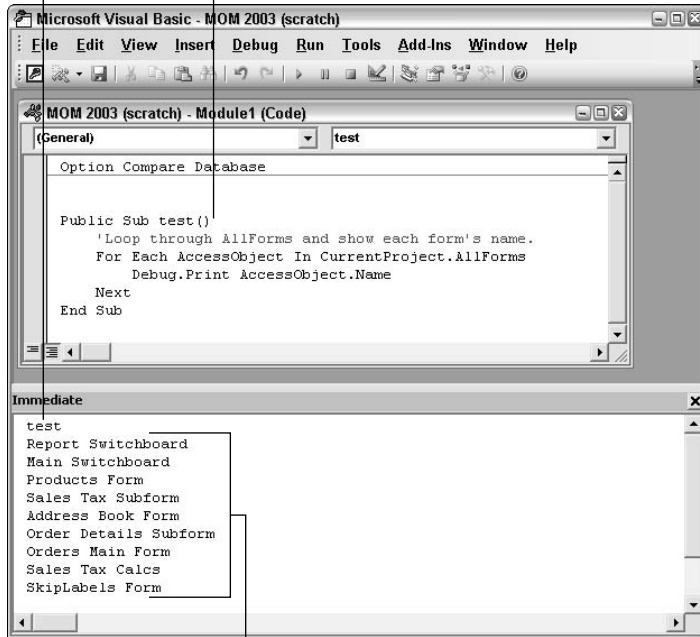 Microsoft Visual Basic - MOM 2003 (scratch)
File Edit View Insert Debug Run Tools Add-Ins Window Help
MOM 2003 (scratch) - Module1 (Code)
(General) test
Option Compare Database
Public Sub test()
'Loop through AllForms and show each form's name.
For Each AccessObject In CurrentProject.AllForms
Debug.Print AccessObject.Name
Next
End Sub
Immediate
test
Report Switchboard
Main Switchboard
Products Form
Sales Tax Subform
Address Book Form
Order Details Subform
Orders Main Form
Sales Tax Calcs
SkipLabels Form